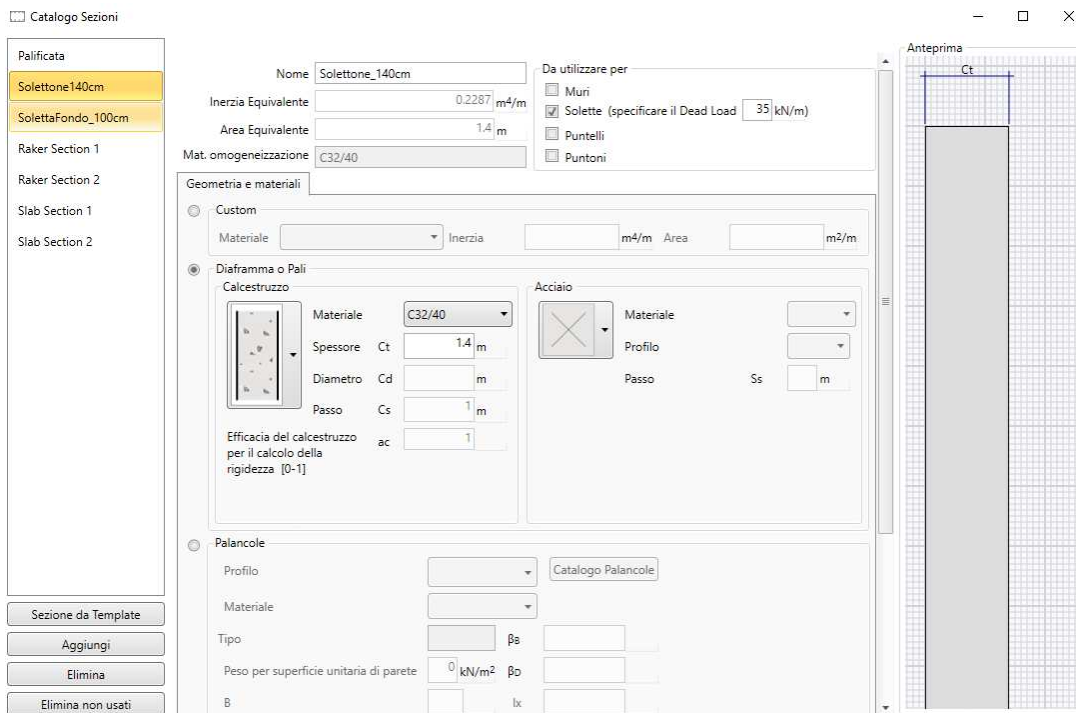 Catalogo Sezioni
Palificata
Solettone140cm
SolettaFondo_100cm
Raker Section 1
Raker Section 2
Slab Section 1
Slab Section 2
Sezione da Template
Aggiungi
Elimina
Elimina non usati
Nome Solettone_140cm
Inerzia Equivalente 0.2287 m4/m
Area Equivalente 1.4 m
Mat. omogeneizzazione C32/40
Da utilizzare per
Muri
Solette (specificare il Dead Load 35 kN/m)
Puntelli
Puntoni
Geometria e materiali
Custom
Materiale Inerzia m4/m Area m2/m
Diaframma o Pali
Calcestruzzo
Materiale C32/40
Spessore Ct 1.4 m
Diametro Cd m
Passo Cs 1 m
Efficacia del calcestruzzo
per il calcolo della
rigidezza [0-1]
ac 1
Acciaio
Materiale
Profilo
Passo Ss m
Palancole
Profilo Catalogo Palancole
Materiale
Tipo βB
Peso per superficie unitaria di parete 0 kN/m2 βD
B Ix
Anteprima
Ct